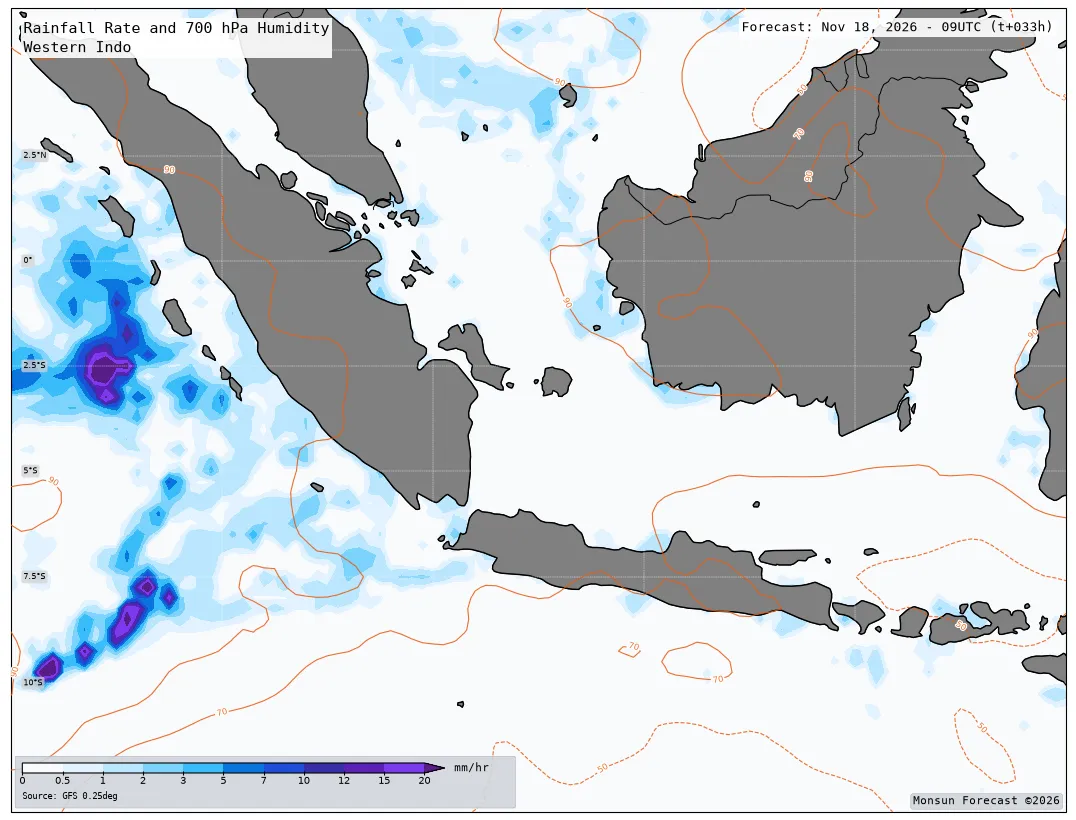 Rainfall Rate and 700 hPa Humidity
Western Indo
Forecast: Nov 18, 2026 - 09UTC (t+033h)
90
50
70
2.5°N
90
90
0°
90
90
2.5°S
5°S
90
7.5°S
50
70
90
70
10°S
70
50
50
mm/hr
0 0.5 1 2 3 5 7 10 12 15 20
Source: GFS 0.25deg
Monsun Forecast ©2026